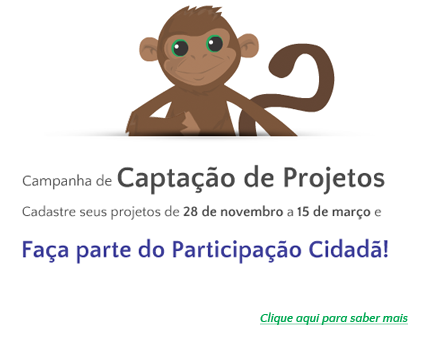 Campanha de Captação de Projetos
Cadastre seus projetos de 28 de novembro a 15 de março e
Faça parte do Participação Cidadã!
Clique aqui para saber mais